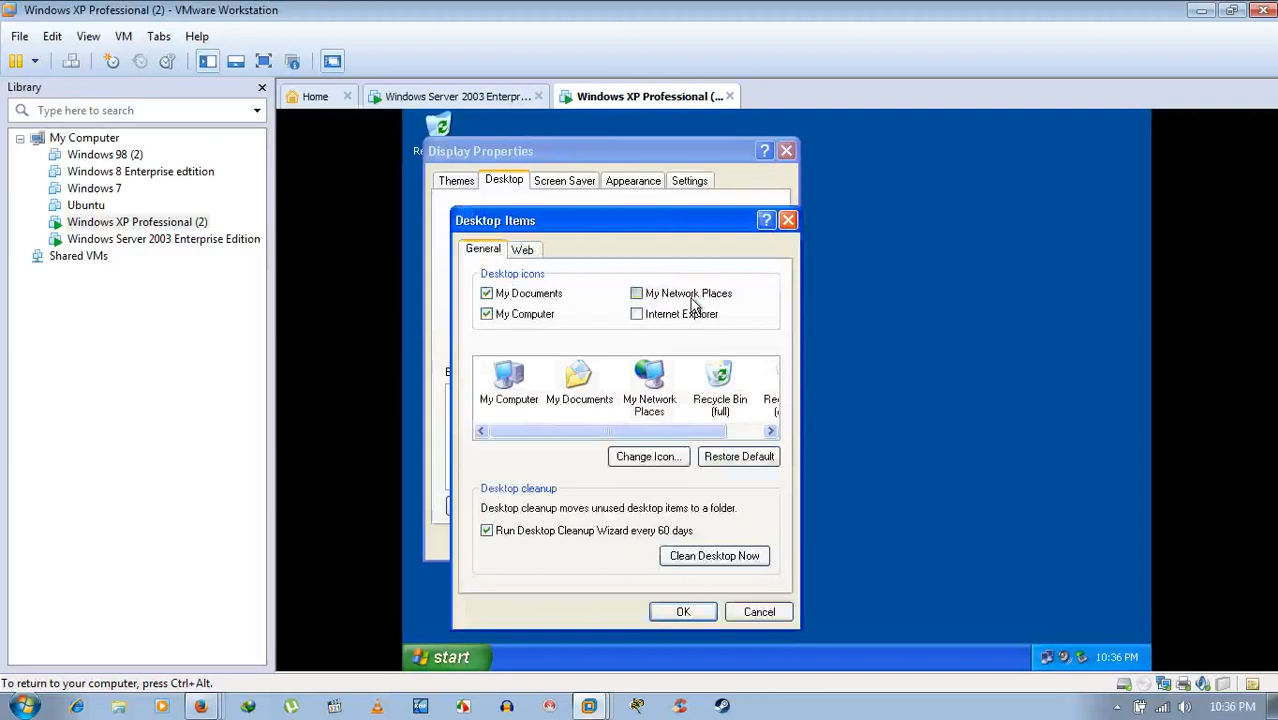 Windows XP Professional (2) - VMware Workstation
File Edit View VM Tabs Help
Library
Type here to search
My Computer
Windows 98 (2)
Windows 8 Enterprise edtition
Windows 7
Ubuntu
Windows XP Professional (2)
Windows Server 2003 Enterprise Edition
Shared VMs
Home
Windows Server 2003 Enterpr...
Windows XP Professional (...
Display Properties
Themes Desktop Screen Saver Appearance Settings
Desktop Items
General Web
Desktop icons
My Documents My Network Places
My Computer Internet Explorer
My Computer
My Documents
My Network Places
Recycle Bin (full)
Change Icon... Restore Default
Desktop cleanup
Desktop cleanup moves unused desktop items to a folder.
Run Desktop Cleanup Wizard every 60 days
Clean Desktop Now
OK Cancel
start
10:36 PM
To return to your computer, press Ctrl+Alt.
10:36 PM